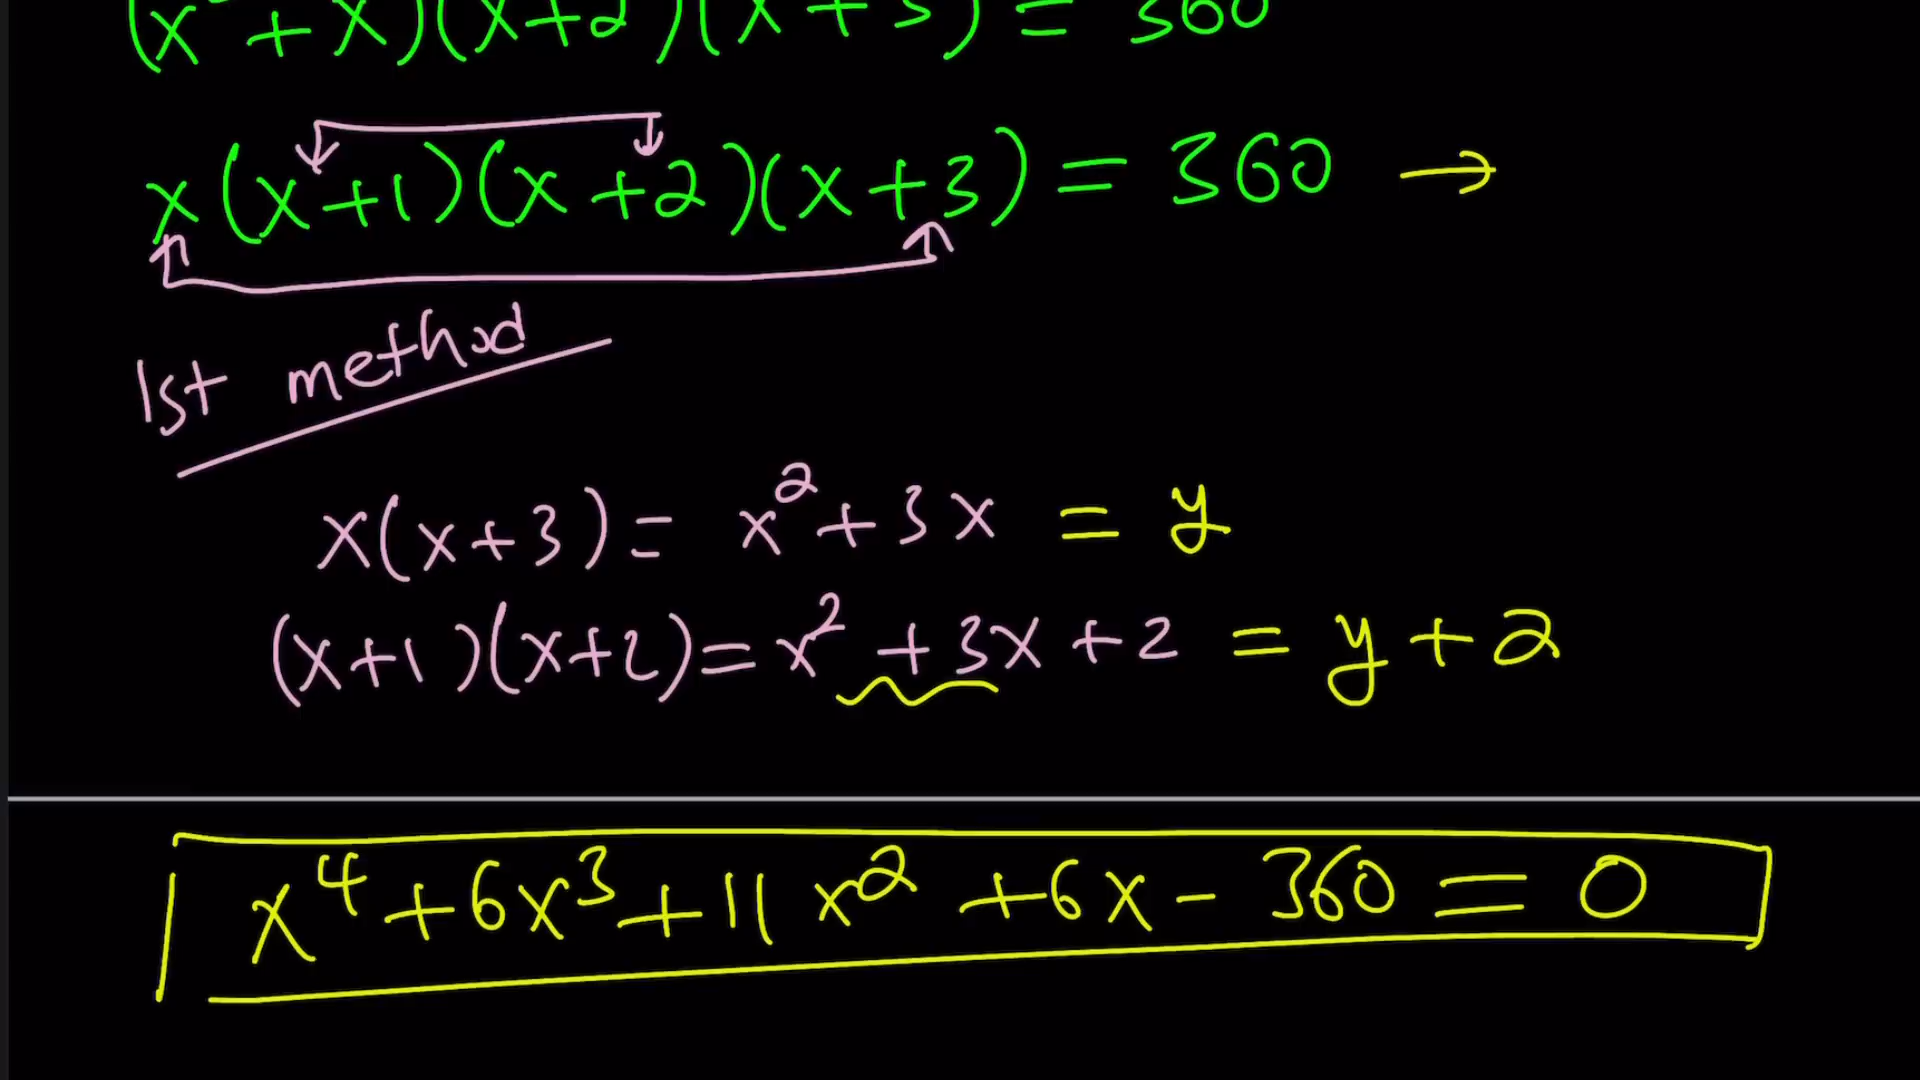 (x²+x)(x+2)(x+3) = 360
x(x+1)(x+2)(x+3) = 360 →
1st method
x(x+3) = x²+3x = y
(x+1)(x+2) = x²+3x+2 = y+2
x⁴+6x³+11x²+6x-360=0